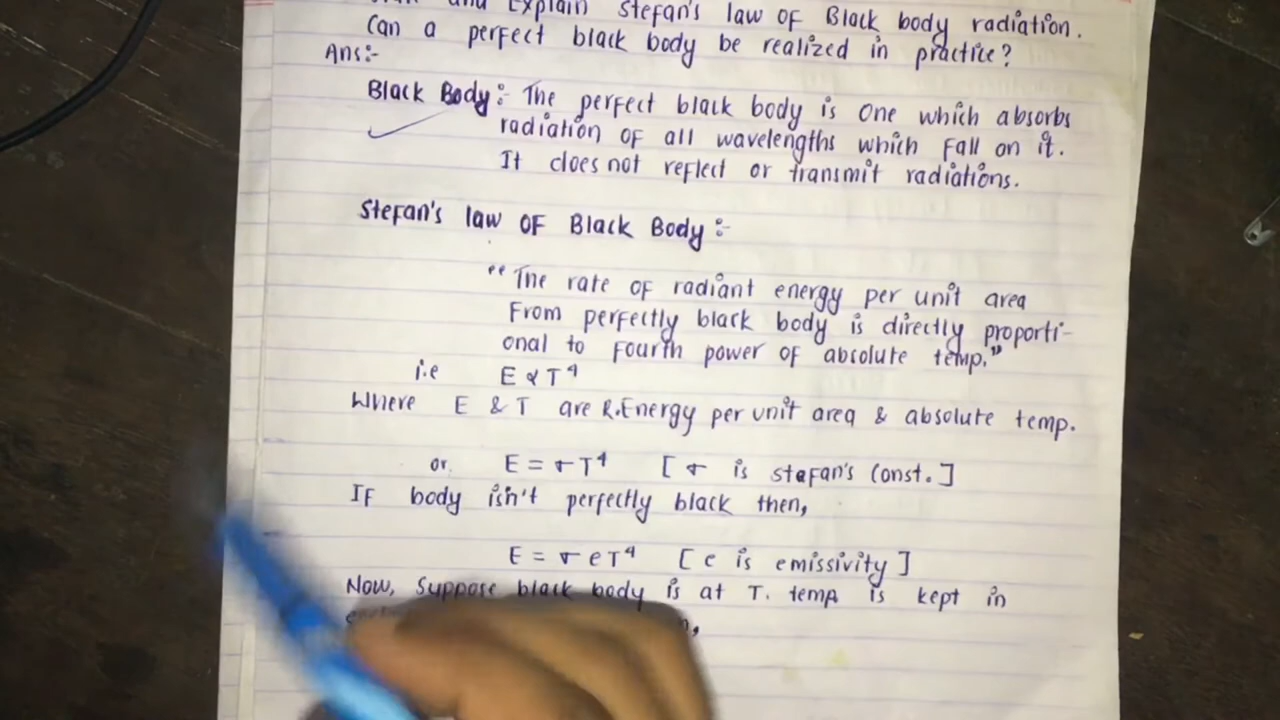 and Explain Stefan's law OF Black body radiation.
Can a perfect black body be realized in practice?
Ans:-
Black Body:- The perfect black body is One which absorbs
radiation OF all wavelengths which Fall on it.
It does not reflect or transmit radiations.
Stefan's law OF Black Body:-
"The rate OF radiant energy per unit area
From perfectly black body is directly proporti-
onal to Fourth power OF absolute temp."
i.e E ∝ T⁴
Where E & T are R.Energy per unit area & absolute temp.
or, E = σT⁴ [σ is stefan's Const.]
IF body isn't perfectly black then,
E = σeT⁴ [e is emissivity]
Now, Suppose black body is at T. temp is kept in